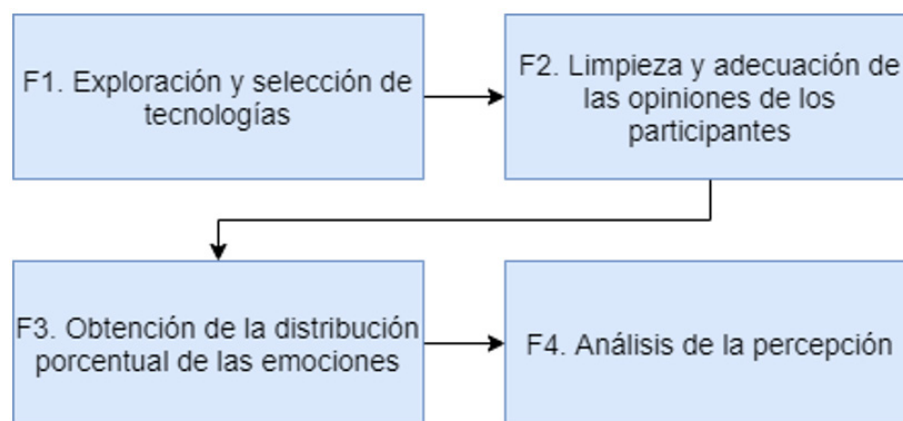 F1. Exploración y selección de
tecnologías
F2. Limpieza y adecuación de
las opiniones de los
participantes
F3. Obtención de la distribución
porcentual de las emociones
F4. Análisis de la percepción